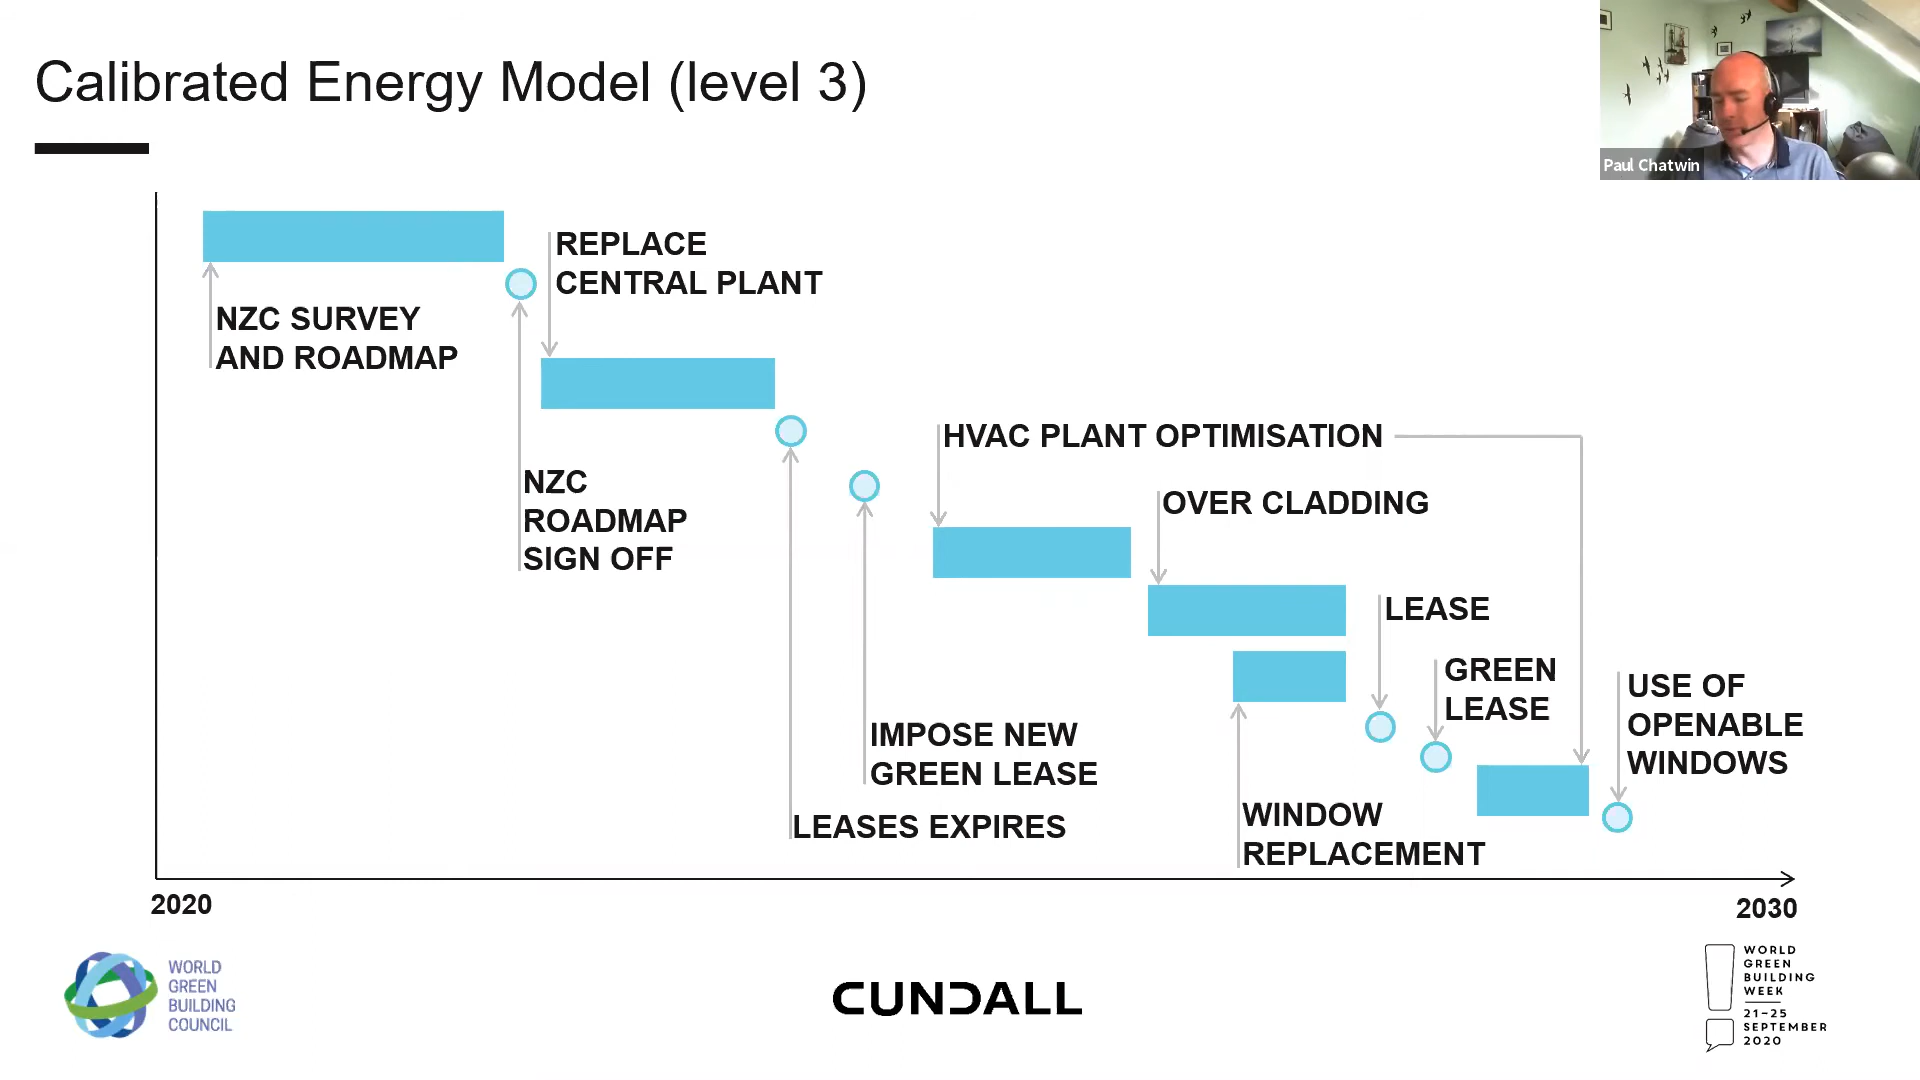 Calibrated Energy Model (level 3)
Paul Chatwin
REPLACE
CENTRAL PLANT
NZC SURVEY
AND ROADMAP
HVAC PLANT OPTIMISATION
NZC
ROADMAP
SIGN OFF
OVER CLADDING
LEASE
GREEN
LEASE
USE OF
OPENABLE
WINDOWS
IMPOSE NEW
GREEN LEASE
LEASES EXPIRES
WINDOW
REPLACEMENT
2020
2030
WORLD
GREEN
BUILDING
COUNCIL
CUNDALL
WORLD
GREEN
BUILDING
WEEK
21–25
SEPTEMBER
2020